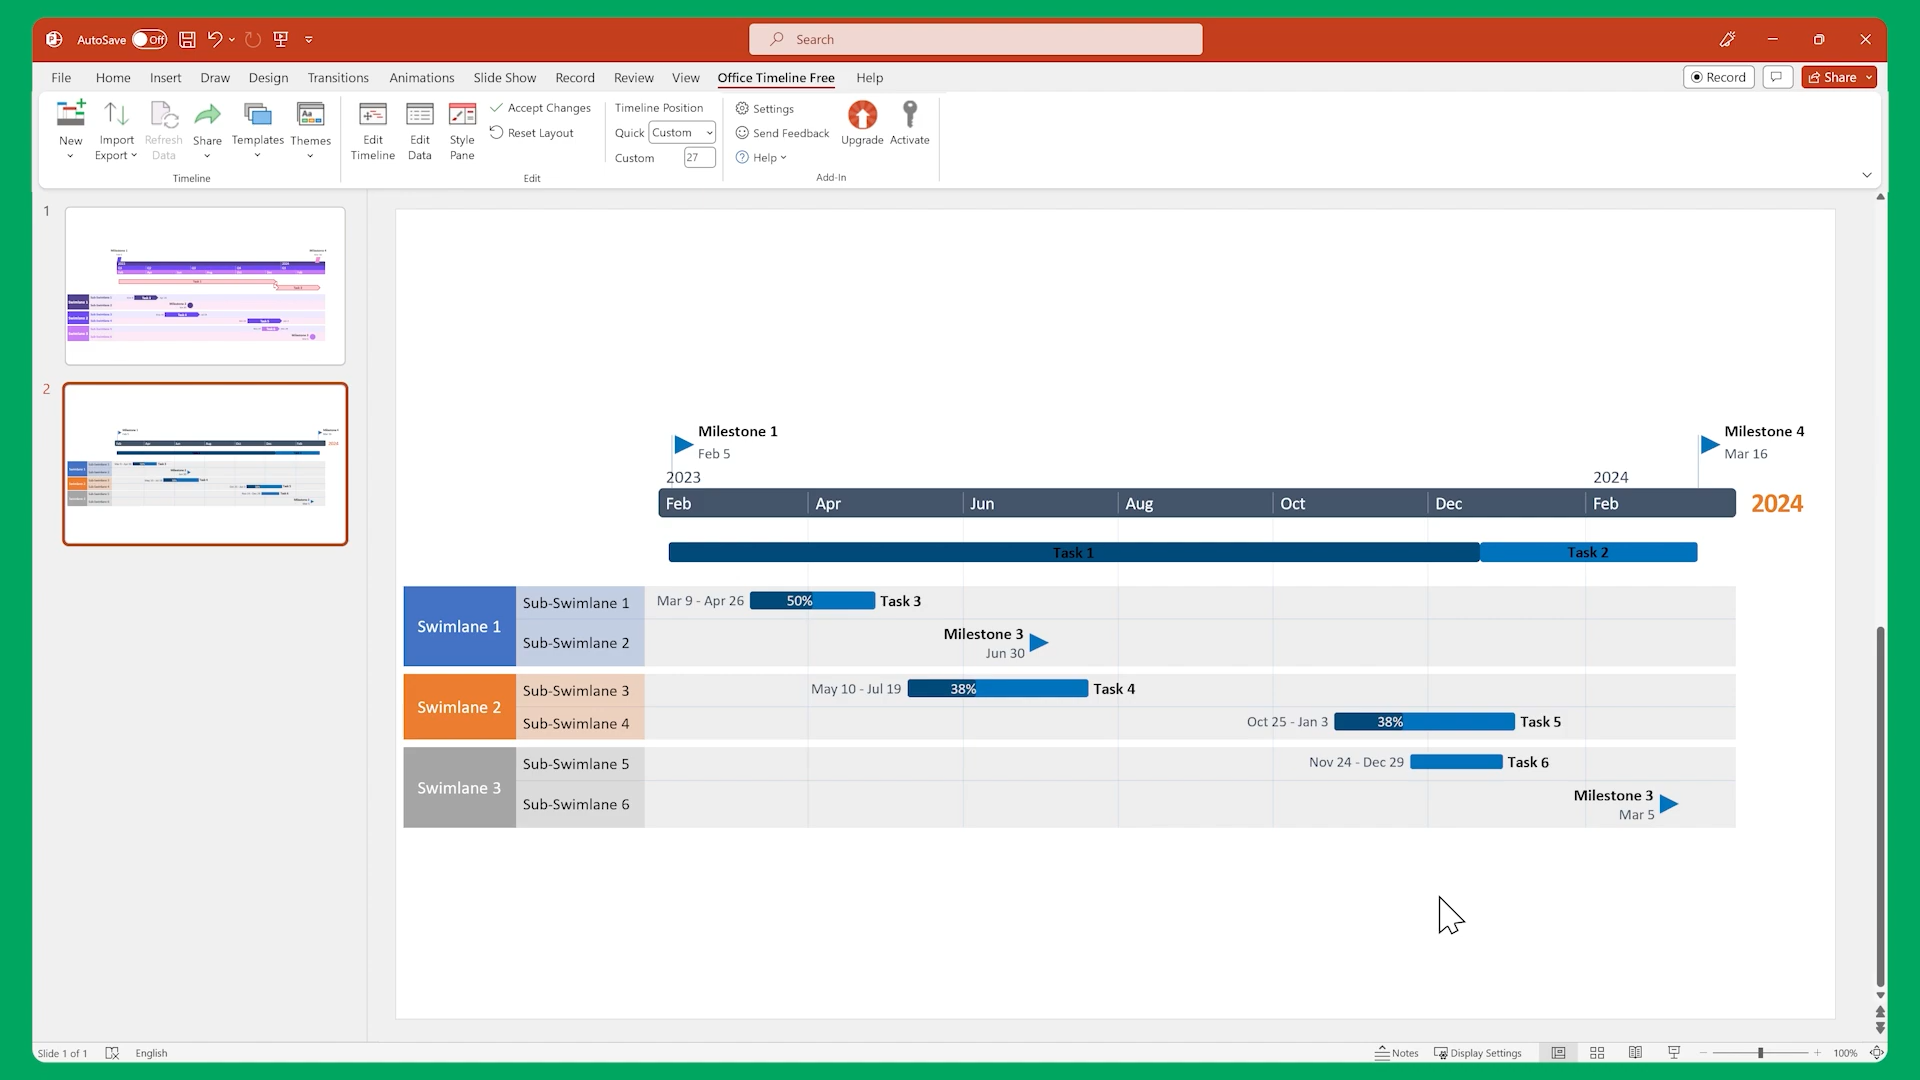 AutoSave Off Search
File Home Insert Draw Design Transitions Animations Slide Show Record Review View Office Timeline Free Help Record Share
New Import Export Refresh Data Share Templates Themes
Timeline
Edit Timeline Edit Data Style Pane Accept Changes
Reset Layout
Edit
Timeline Position
Quick Custom
Custom 27
Settings
Send Feedback
Help
Upgrade Activate
Add-In
1
2
Milestone 1
Feb 5
Milestone 4
Mar 16
2023 2024
Feb Apr Jun Aug Oct Dec Feb 2024
Task 1 Task 2
Swimlane 1
Sub-Swimlane 1 Mar 9 - Apr 26 50% Task 3
Sub-Swimlane 2 Milestone 3
Jun 30
Swimlane 2
Sub-Swimlane 3 May 10 - Jul 19 38% Task 4
Sub-Swimlane 4 Oct 25 - Jan 3 38% Task 5
Swimlane 3
Sub-Swimlane 5 Nov 24 - Dec 29 Task 6
Sub-Swimlane 6 Milestone 3
Mar 5
Slide 1 of 1 English Notes Display Settings 100%